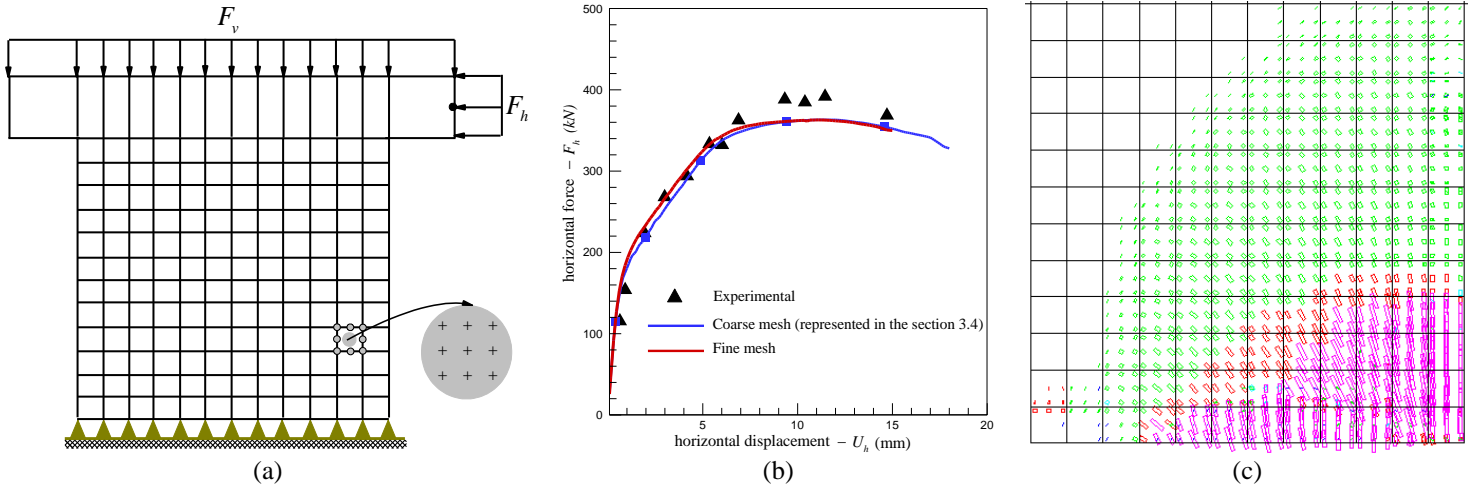 F_v
F_h
(a)
500
400
300
200
100
0
horizontal force – F_h (kN)
Experimental
Coarse mesh (represented in the section 3.4)
Fine mesh
5
10
15
20
horizontal displacement – U_h (mm)
(b)
(c)